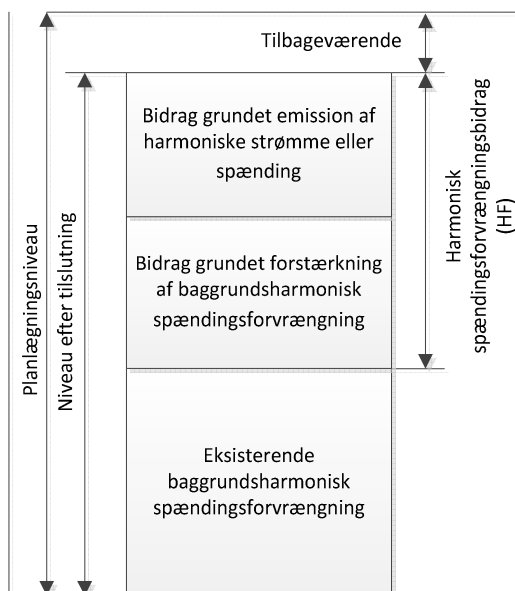 Tilbageværende
Bidrag grundet emission af
harmoniske strømme eller
spænding
Bidrag grundet forstærkning
af baggrundsharmonisk
spændingsforvrængning
Eksisterende
baggrundsharmonisk
spændingsforvrængning
Planlægningsniveau
Niveau efter tilslutning
Harmonisk
spændingsforvrængningsbidrag
(HF)